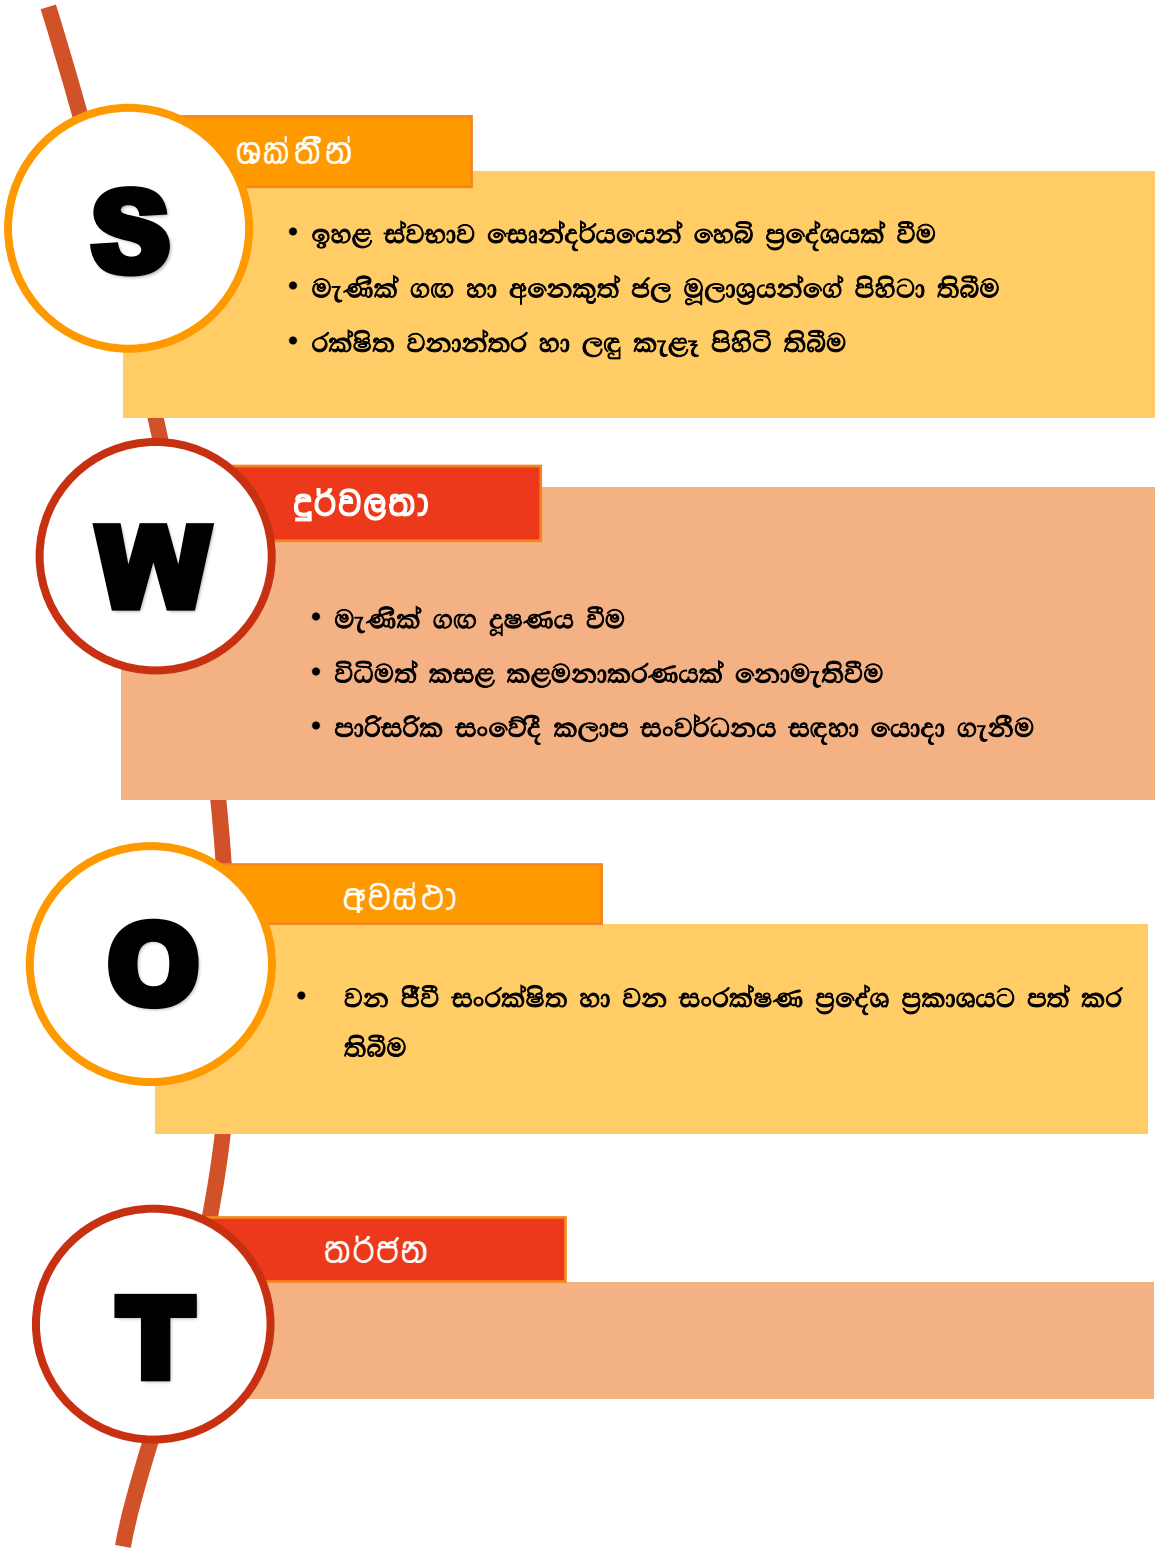 S
ශක්තීන්
• ඉහළ ස්වභාව සෞන්දර්යයෙන් හෙබි ප්‍රදේශයක් වීම
• මැණික් ගඟ හා අනෙකුත් ජල මූලාශ්‍රයන්ගේ පිහිටා තිබීම
• රක්ෂිත වනාන්තර හා ලඳු කැළෑ පිහිටි තිබීම
W
දුර්වලතා
• මැණික් ගඟ දූෂණය වීම
• විධිමත් කසළ කළමනාකරණයක් නොමැතිවීම
• පාරිසරික සංවේදී කලාප සංවර්ධනය සඳහා යොදා ගැනීම
O
අවස්ථා
• වන ජීවී සංරක්ෂිත හා වන සංරක්ෂණ ප්‍රදේශ ප්‍රකාශයට පත් කර
තිබීම
T
තර්ජන